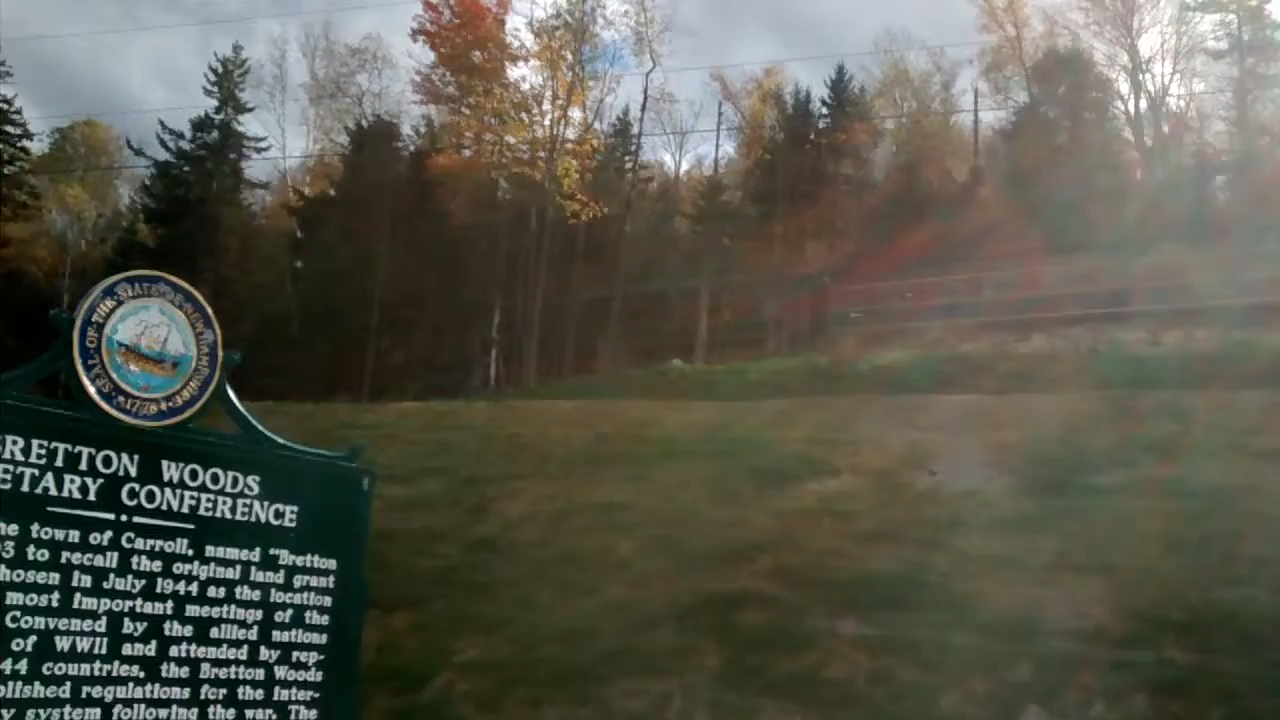 SEAL · OF · THE · STATE OF NEW HAMPSHIRE · 1776 ·
BRETTON WOODS
ETARY CONFERENCE
he town of Carroll, named "Bretton
3 to recall the original land grant
hosen in July 1944 as the location
most important meetings of the
Convened by the allied nations
of WWII and attended by rep-
44 countries, the Bretton Woods
blished regulations for the inter-
y system following the war. The